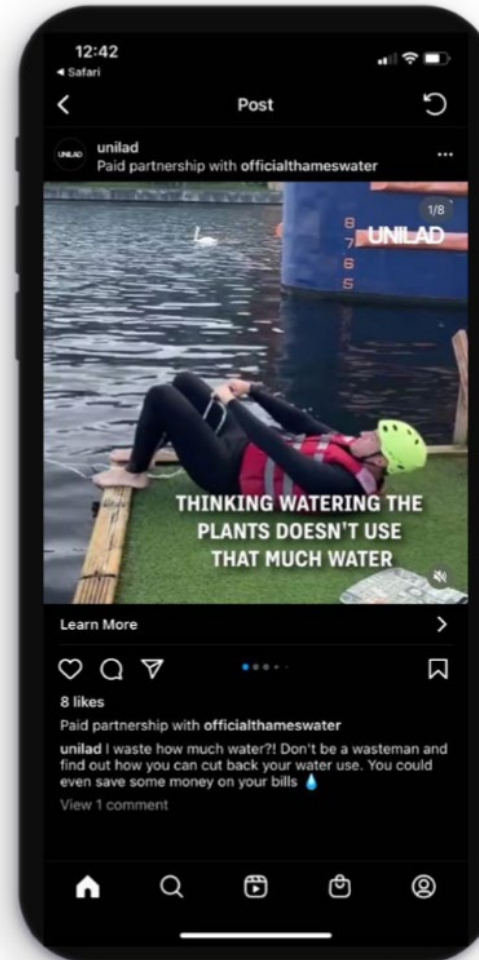 12:42
◀ Safari
Post
UNILAD
unilad
Paid partnership with officialthameswater
1/8
8
7
6
5
UNILAD
THINKING WATERING THE
PLANTS DOESN'T USE
THAT MUCH WATER
Learn More
8 likes
Paid partnership with officialthameswater
unilad I waste how much water?! Don't be a wasteman and
find out how you can cut back your water use. You could
even save some money on your bills 💧
View 1 comment